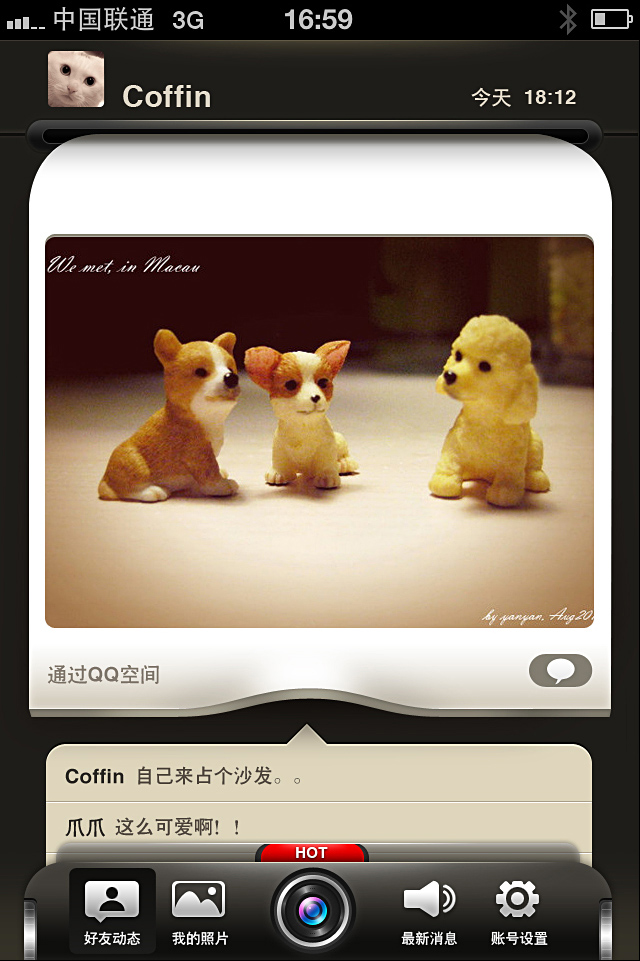 中国联通 3G 16:59
Coffin 今天 18:12
We met, in Macau
by yanyan, Aug20
通过QQ空间
Coffin 自己来占个沙发。。
爪爪 这么可爱啊！！
HOT
好友动态 我的照片 最新消息 账号设置